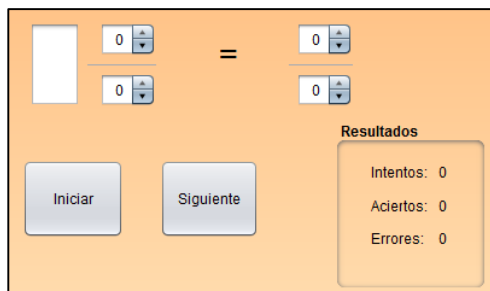 0 = 0
0 0
Resultados
Intentos: 0
Iniciar Siguiente
Aciertos: 0
Errores: 0